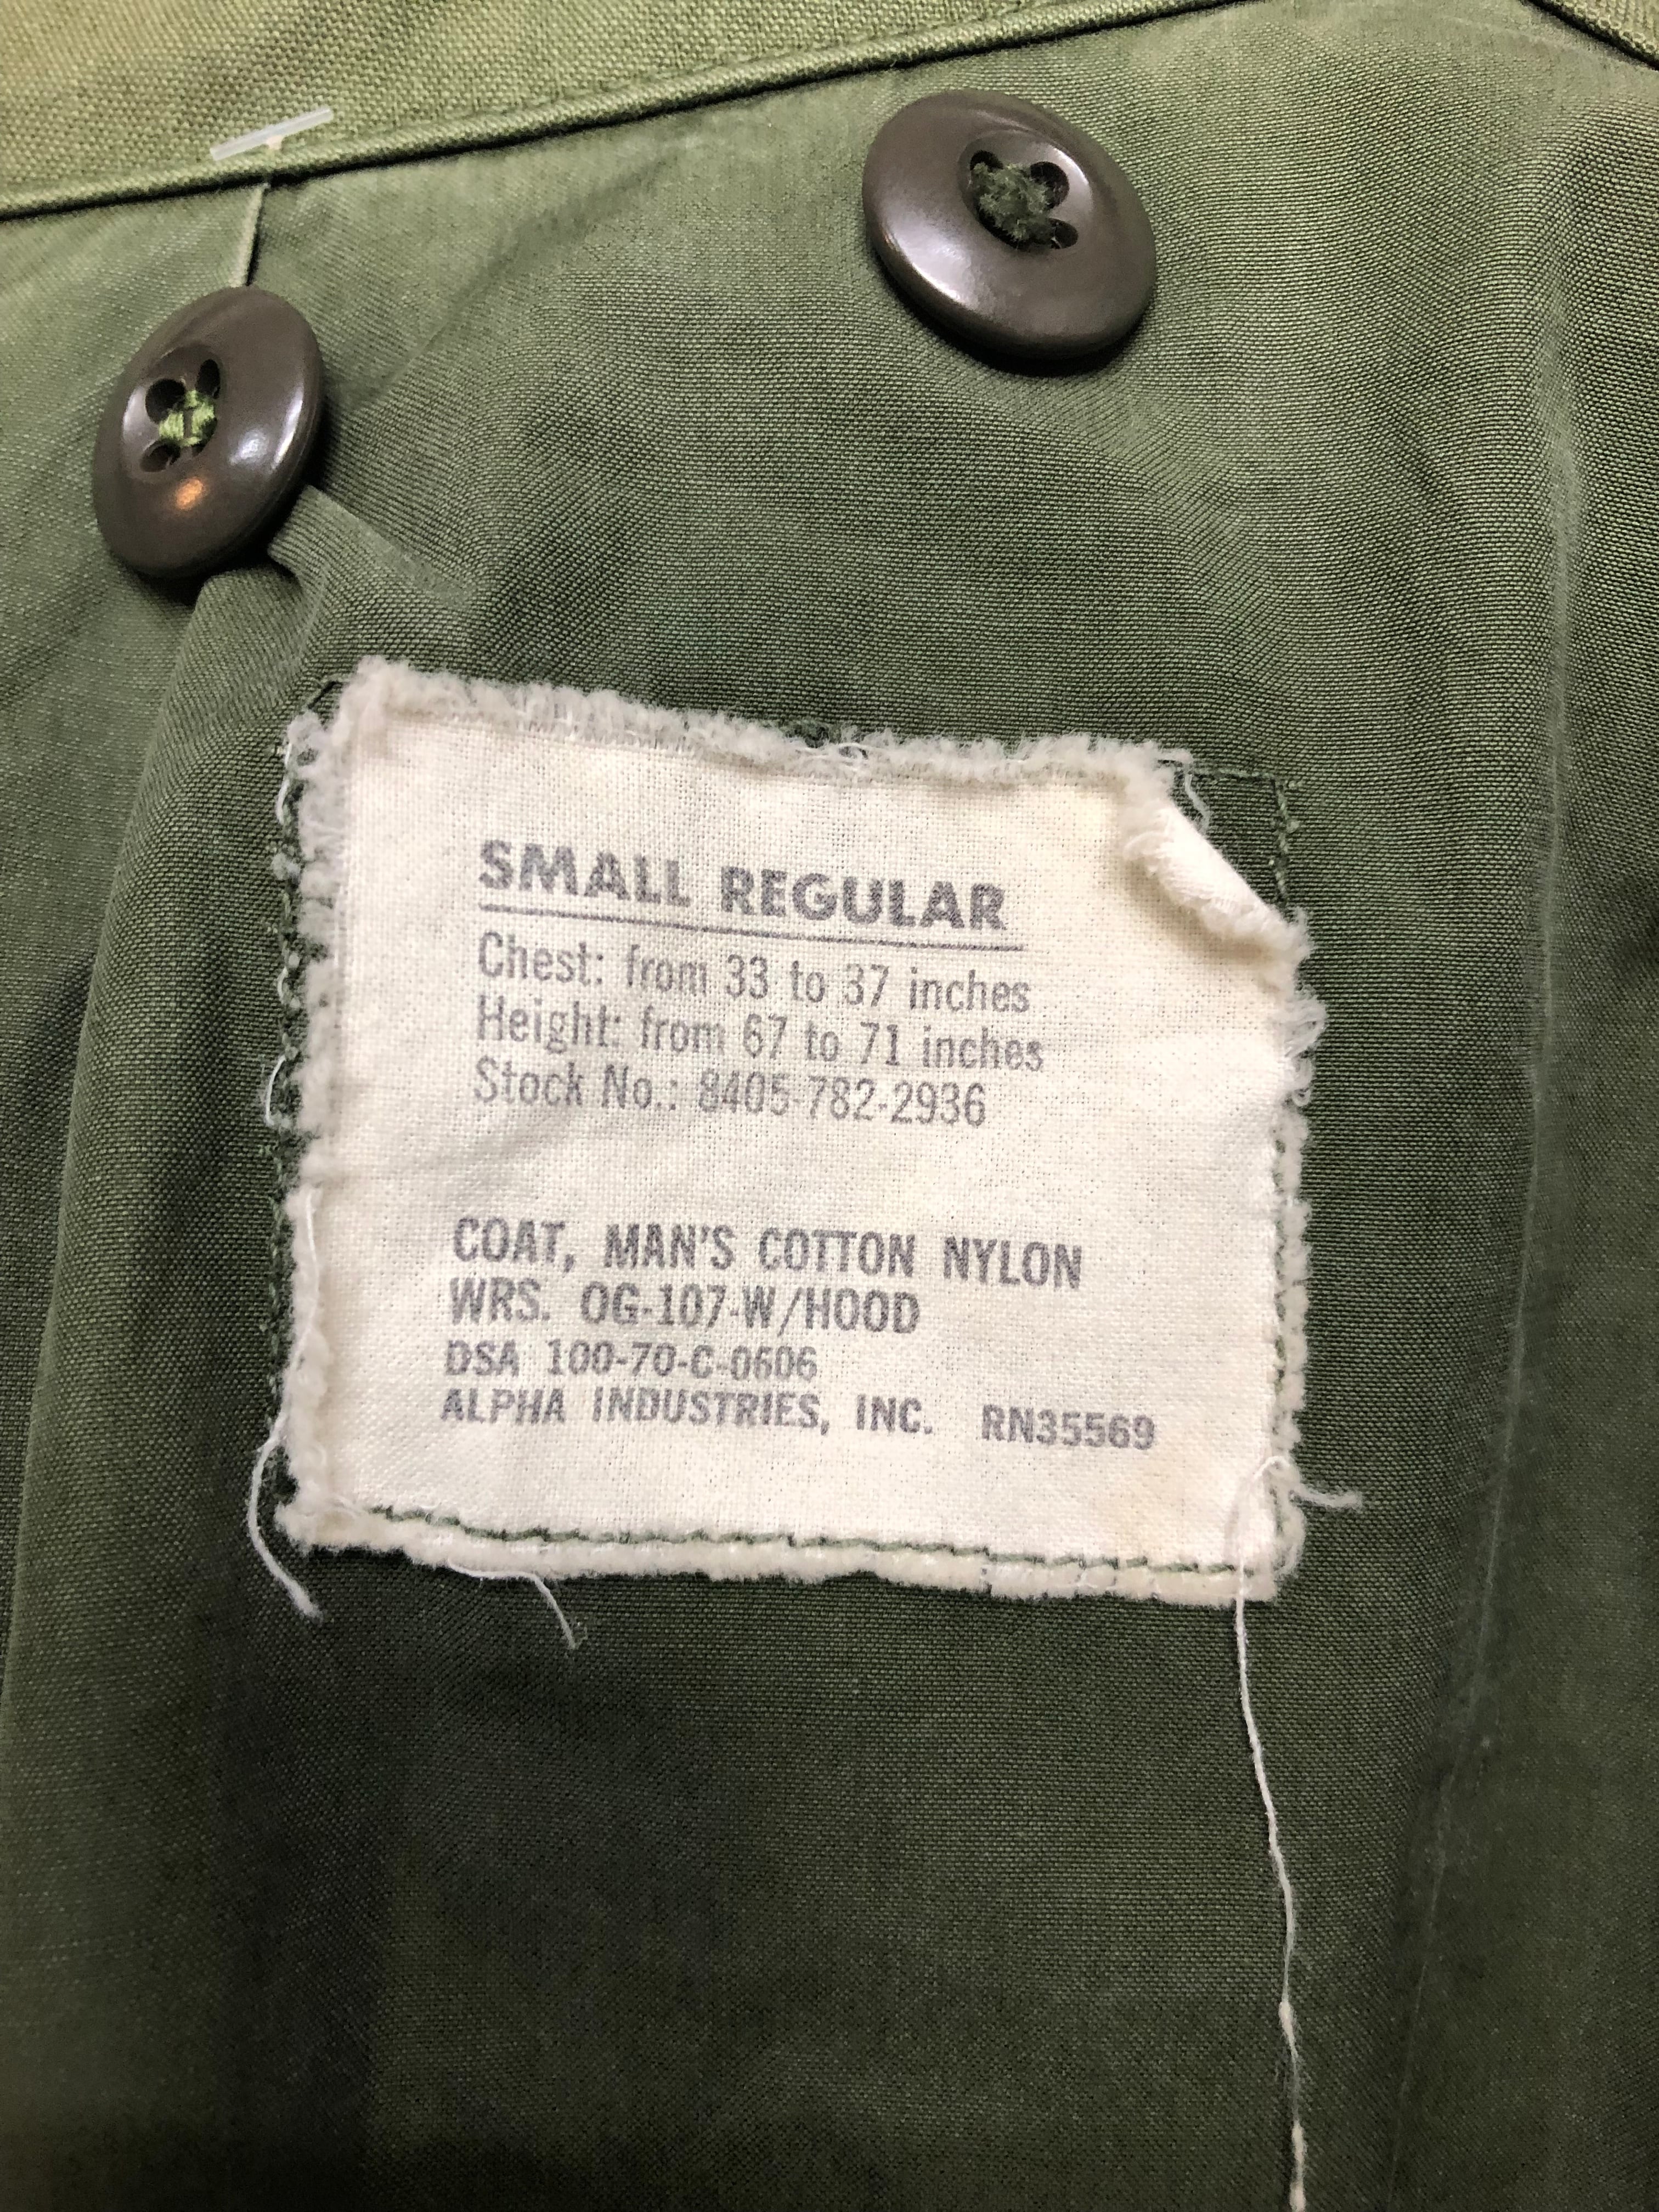 SMALL REGULAR
Chest: from 33 to 37 inches
Height: from 67 to 71 inches
Stock No.: 8405-782-2936
COAT, MAN'S COTTON NYLON
WRS. OG-107-W/HOOD
DSA 100-70-C-0606
ALPHA INDUSTRIES, INC. RN35569